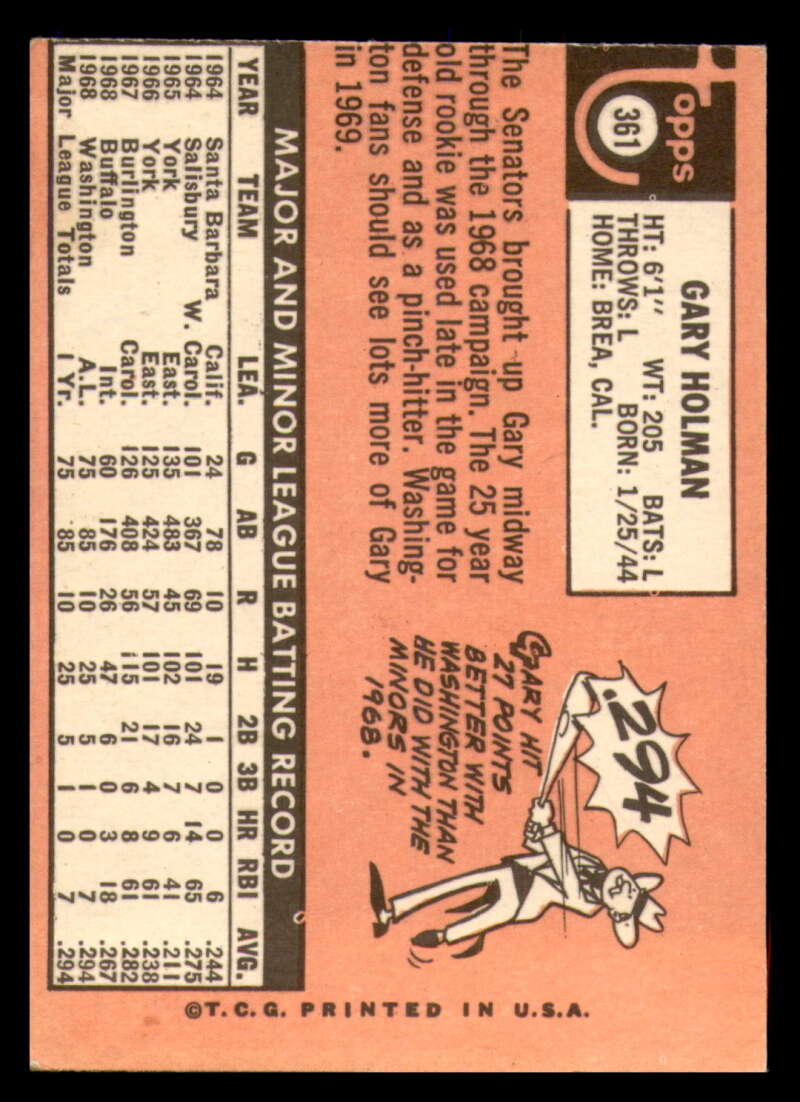 Topps
361
GARY HOLMAN
HT: 6'1" WT: 205 BATS: L
THROWS: L BORN: 1/25/44
HOME: BREA, CAL.
The Senators brought up Gary midway
through the 1968 campaign. The 25 year
old rookie was used late in the game for
defense and as a pinch-hitter. Washing-
ton fans should see lots more of Gary
in 1969.
.294
GARY HIT
27 POINTS
BETTER WITH
WASHINGTON THAN
HE DID WITH THE
MINORS IN
1968.
MAJOR AND MINOR LEAGUE BATTING RECORD
YEAR TEAM LEA. G AB R H 2B 3B HR RBI AVG.
1964 Santa Barbara Calif. 24 78 10 19 1 0 0 6 .244
1964 Salisbury W. Carol. 101 367 69 101 24 7 14 65 .275
1965 York East. 135 483 45 102 16 7 6 41 .211
1966 York East. 125 424 57 101 17 4 9 61 .238
1967 Burlington Carol. 126 408 56 115 21 6 8 61 .282
1968 Buffalo Int. 60 176 26 47 6 0 3 18 .267
1968 Washington A.L. 75 85 10 25 5 1 0 7 .294
Major League Totals 1 Yr. 75 85 10 25 5 1 0 7 .294
©T.C.G. PRINTED IN U.S.A.